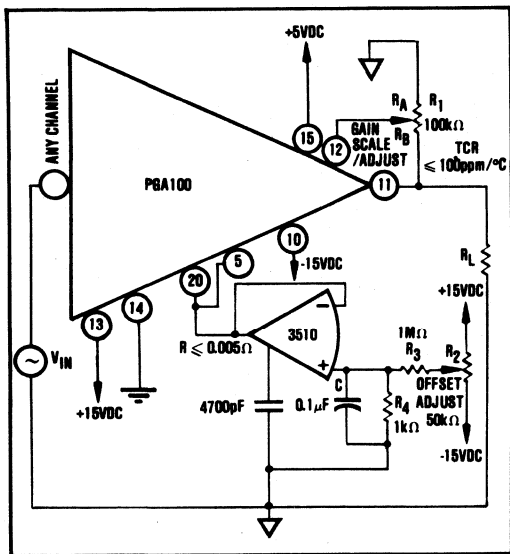 +5VDC
ANY CHANNEL
RA
R1
100kΩ
RB
15
12
GAIN
SCALE
/ADJUST
TCR
≤ 100ppm/°C
11
PGA100
10
-15VDC
5
20
14
13
RL
+15VDC
−
3510
+
R ≤ 0.005Ω
1MΩ
R3
R2
OFFSET
ADJUST
50kΩ
C
VIN
+15VDC
4700pF
0.1µF
R4
1kΩ
-15VDC